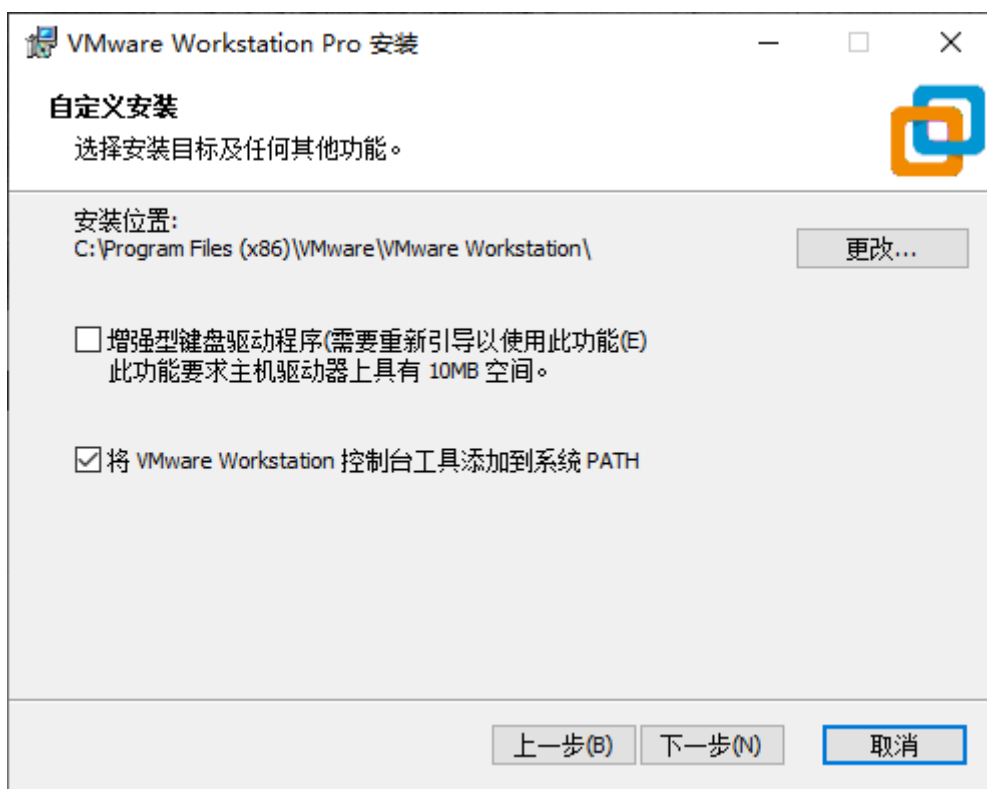 VMware Workstation Pro 安装
自定义安装
选择安装目标及任何其他功能。
安装位置:
C:\Program Files (x86)\VMware\VMware Workstation\
更改...
增强型键盘驱动程序(需要重新引导以使用此功能(E)
此功能要求主机驱动器上具有 10MB 空间。
将 VMware Workstation 控制台工具添加到系统 PATH
上一步(B) 下一步(N) 取消